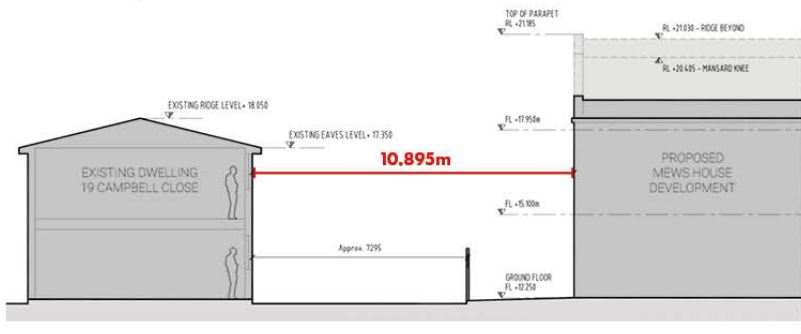 TOP OF PARAPET
RL +21.185
RL +21.030 - RIDGE BEYOND
RL +20.405 - MANSARD KNEE
EXISTING RIDGE LEVEL+ 18.050
EXISTING EAVES LEVEL+ 17.350
FL +17.950m
10.895m
EXISTING DWELLING
19 CAMPBELL CLOSE
PROPOSED
MEWS HOUSE
DEVELOPMENT
FL +15.100m
Approx. 7295
GROUND FLOOR
FL +12.250